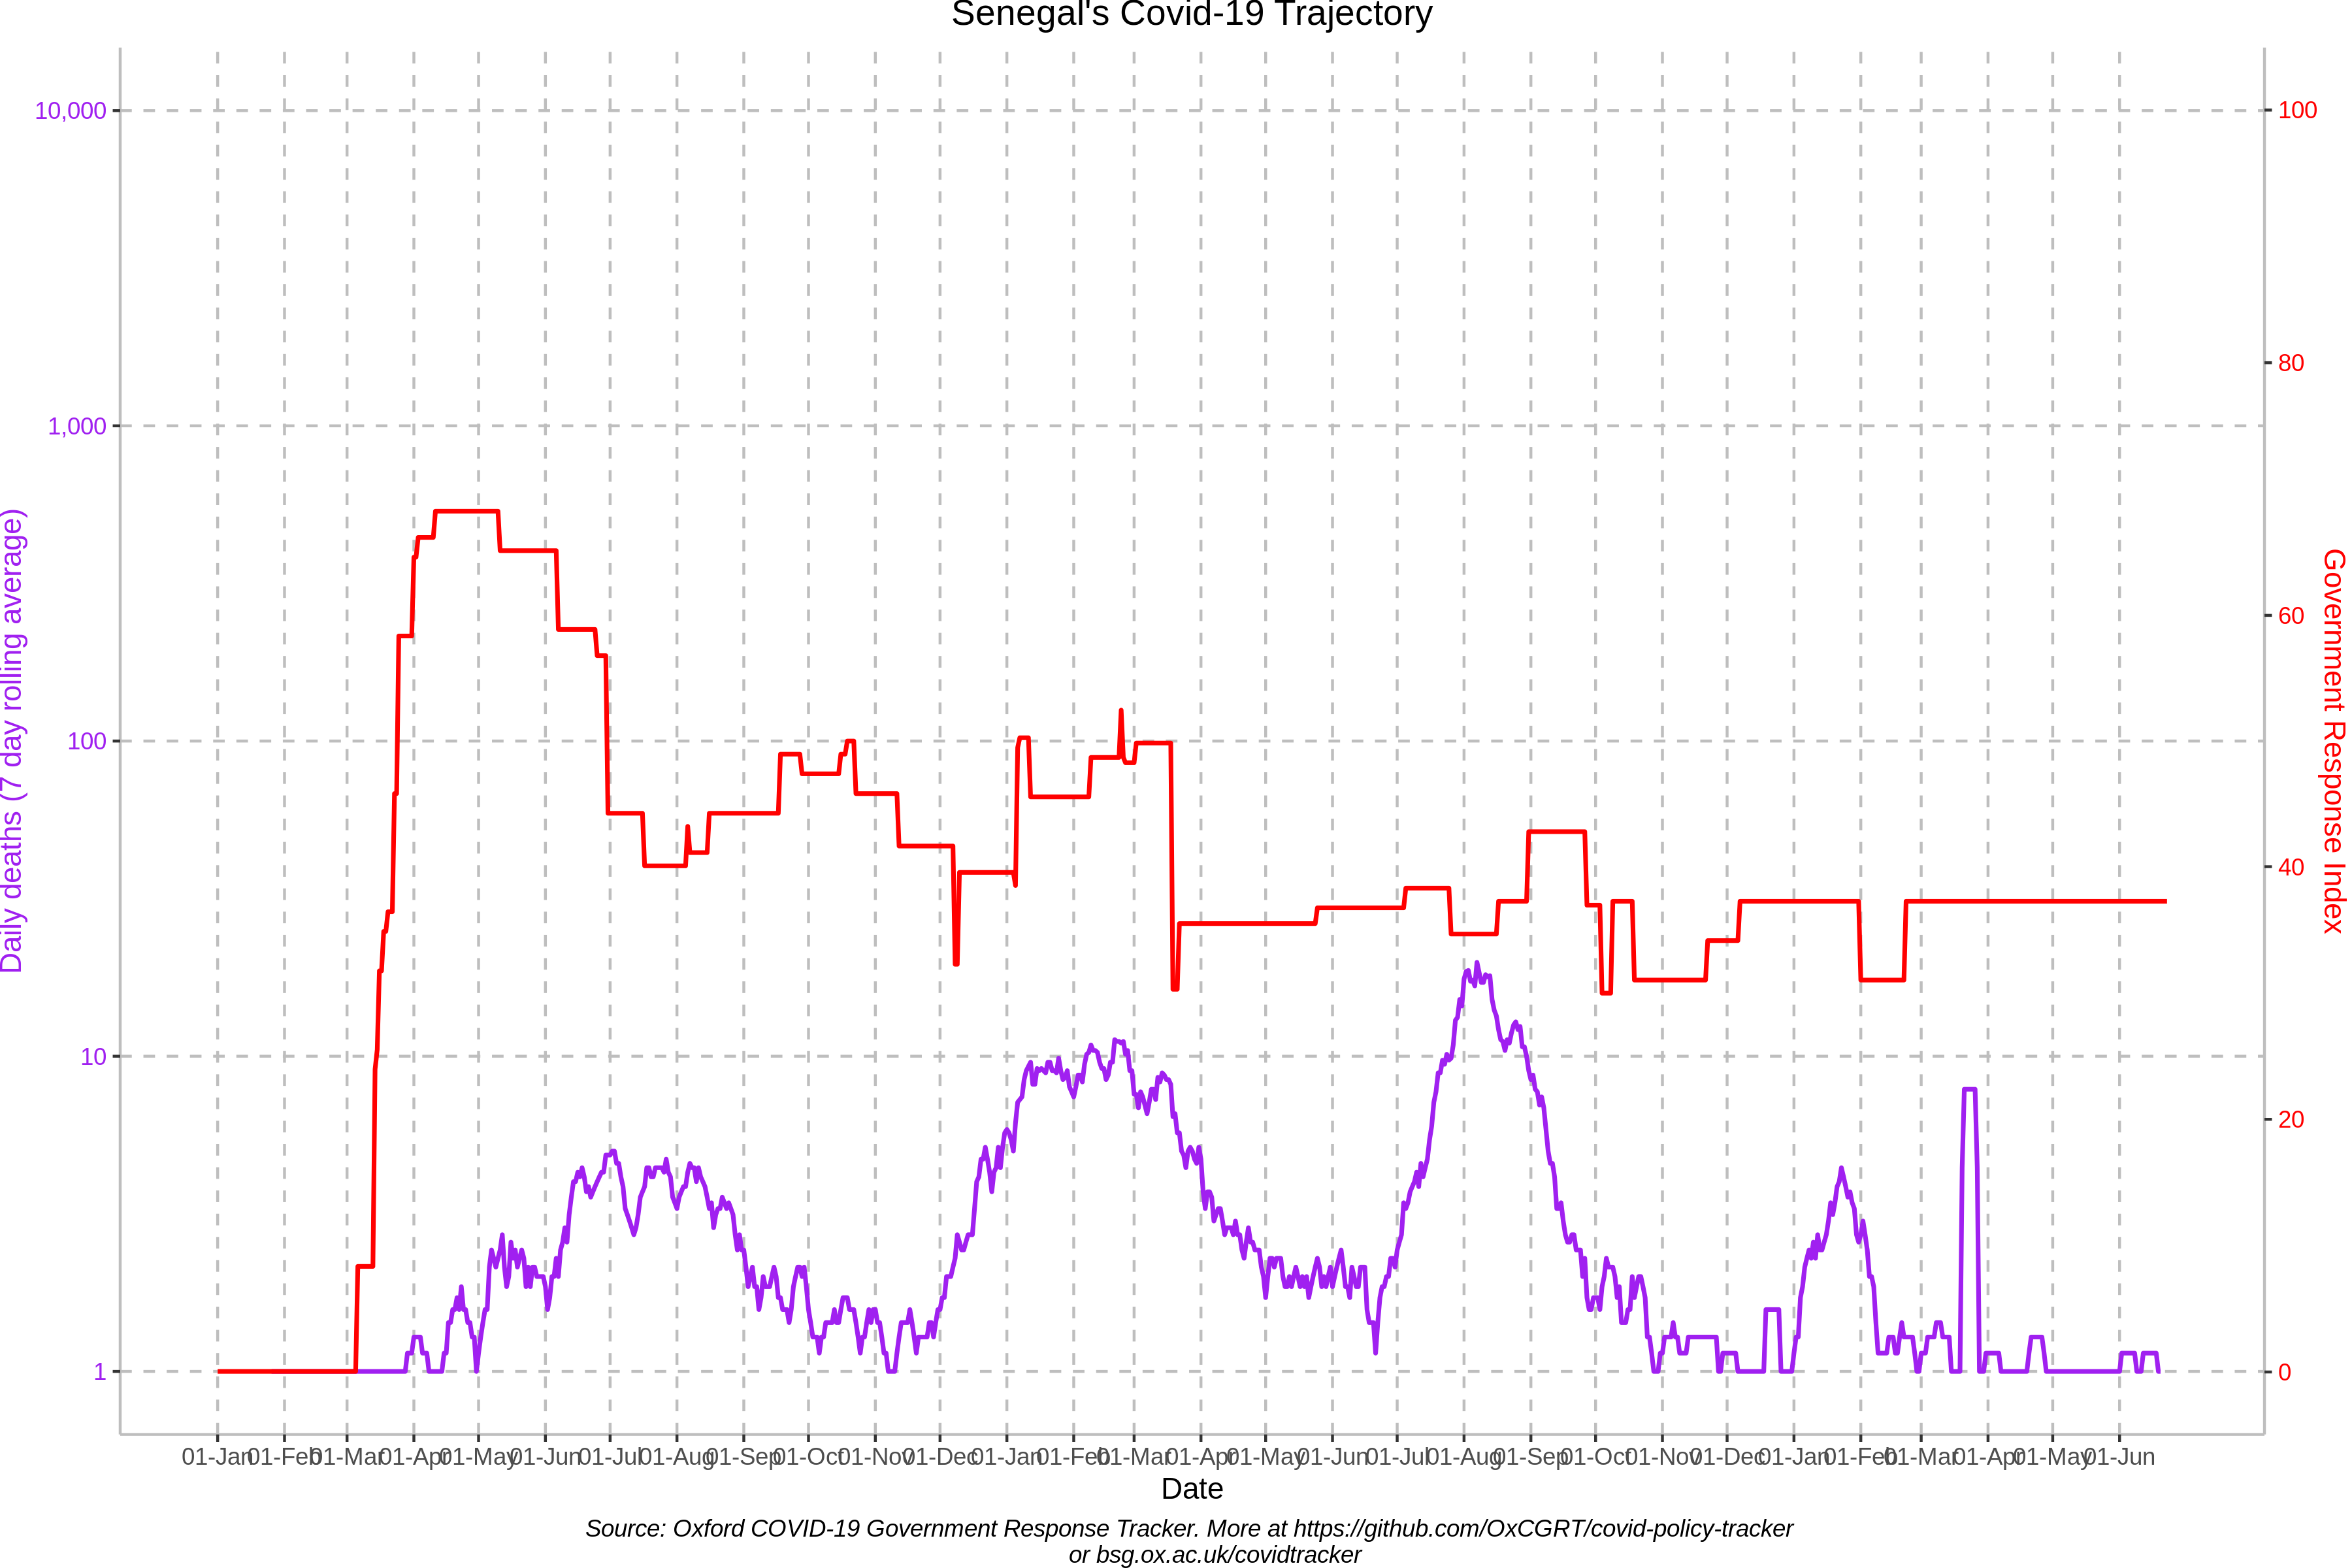 Senegal's Covid-19 Trajectory
Daily deaths (7 day rolling average)
10,000
1,000
100
10
1
100
80
60
40
20
0
Government Response Index
01-Jan 01-Feb 01-Mar 01-Apr 01-May 01-Jun 01-Jul 01-Aug 01-Sep 01-Oct 01-Nov 01-Dec 01-Jan 01-Feb 01-Mar 01-Apr 01-May 01-Jun 01-Jul 01-Aug 01-Sep 01-Oct 01-Nov 01-Dec 01-Jan 01-Feb 01-Mar 01-Apr 01-May 01-Jun
Date
Source: Oxford COVID-19 Government Response Tracker. More at https://github.com/OxCGRT/covid-policy-tracker
or bsg.ox.ac.uk/covidtracker